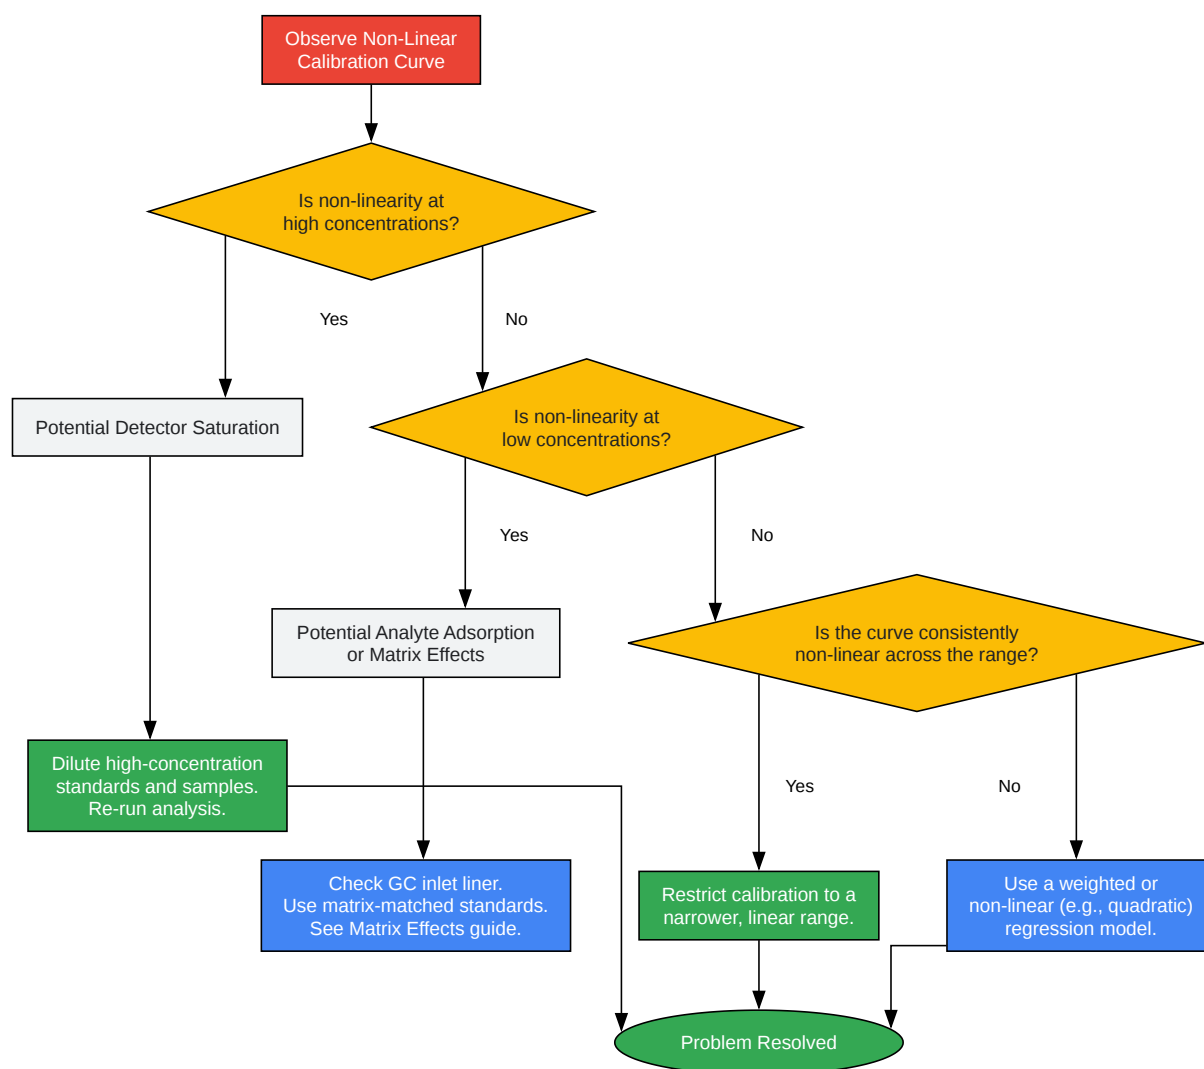 Observe Non-Linear
Calibration Curve
Is non-linearity at
high concentrations?
Yes
No
Potential Detector Saturation
Is non-linearity at
low concentrations?
Yes
No
Potential Analyte Adsorption
or Matrix Effects
Is the curve consistently
non-linear across the range?
Dilute high-concentration
standards and samples.
Re-run analysis.
Yes
No
Check GC inlet liner.
Use matrix-matched standards.
See Matrix Effects guide.
Restrict calibration to a
narrower, linear range.
Use a weighted or
non-linear (e.g., quadratic)
regression model.
Problem Resolved